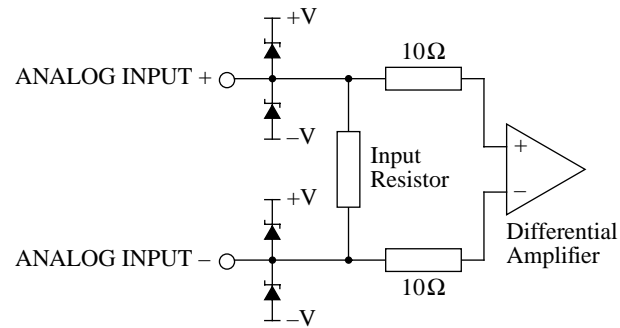 +V
10Ω
ANALOG INPUT +
−V
+
Input
Resistor
+V
−
Differential
Amplifier
ANALOG INPUT −
10Ω
−V